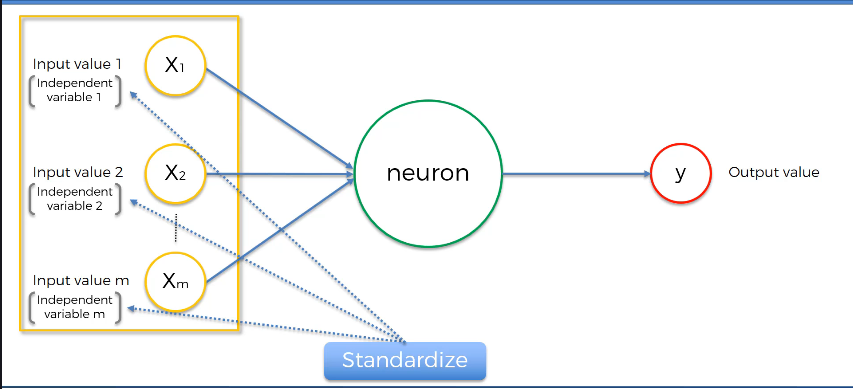 Input value 1
Independent
variable 1
X1
Input value 2
Independent
variable 2
X2
Input value m
Independent
variable m
Xm
neuron
y
Output value
Standardize